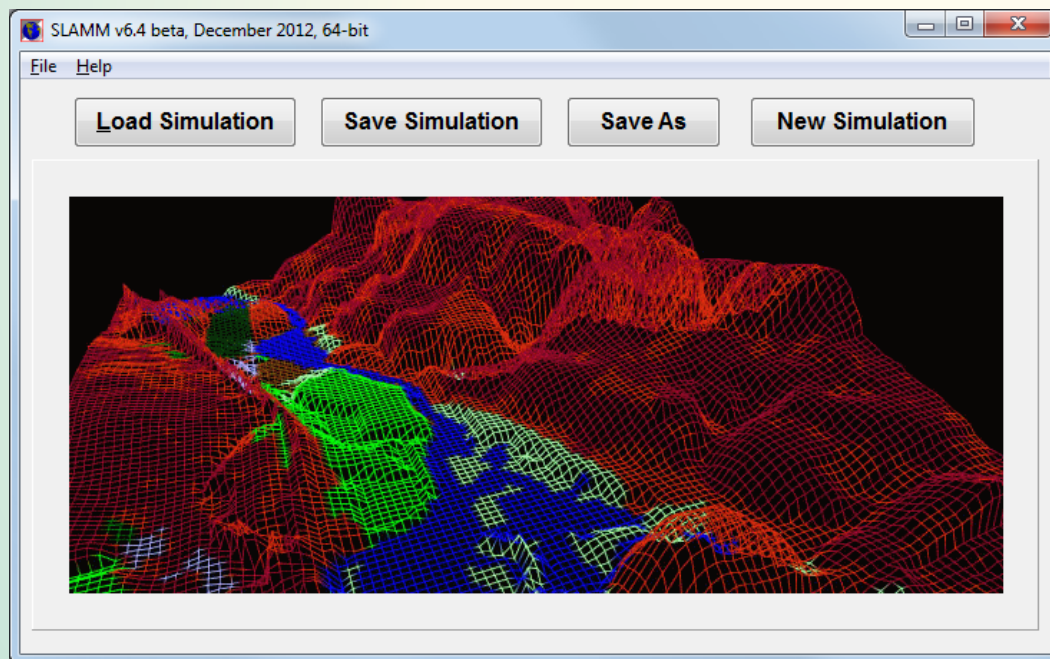 SLAMM v6.4 beta, December 2012, 64-bit
File Help
Load Simulation Save Simulation Save As New Simulation